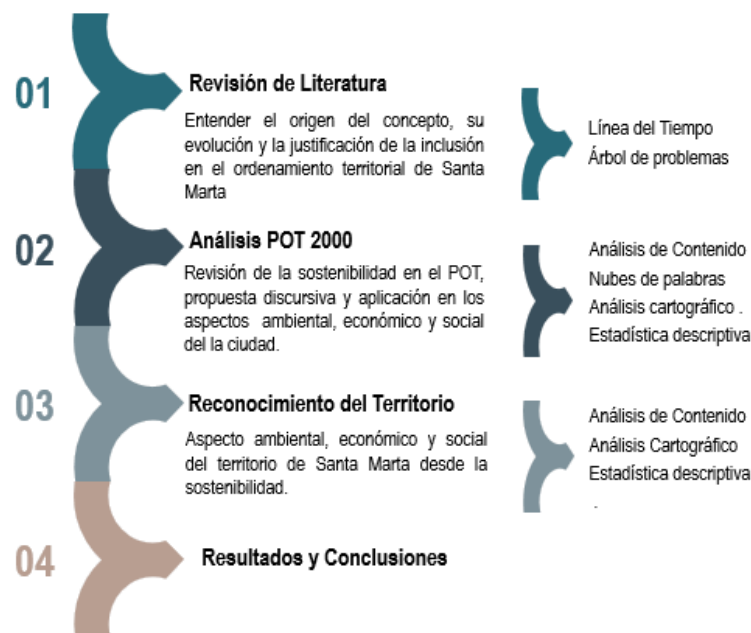 01
Revisión de Literatura
Entender el origen del concepto, su
evolución y la justificación de la inclusión
en el ordenamiento territorial de Santa
Marta
Línea del Tiempo
Árbol de problemas
02
Análisis POT 2000
Revisión de la sostenibilidad en el POT,
propuesta discursiva y aplicación en los
aspectos ambiental, económico y social
del la ciudad.
Análisis de Contenido
Nubes de palabras
Análisis cartográfico .
Estadística descriptiva
03
Reconocimiento del Territorio
Aspecto ambiental, económico y social
del territorio de Santa Marta desde la
sostenibilidad.
Análisis de Contenido
Análisis Cartográfico
Estadística descriptiva
.
04
Resultados y Conclusiones